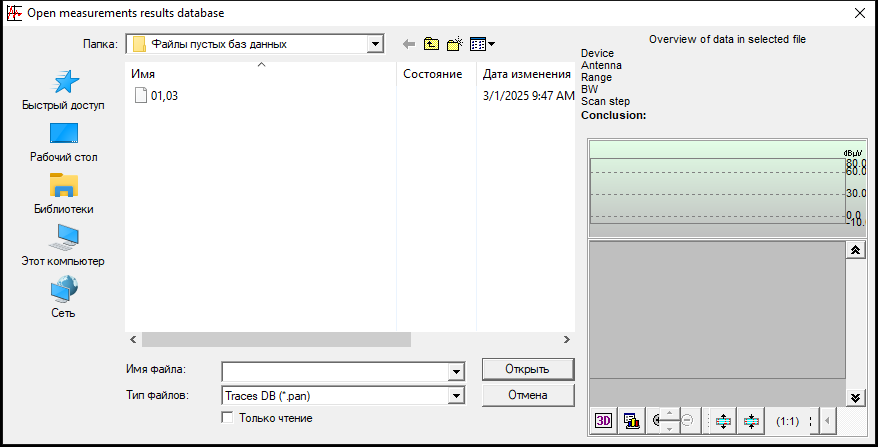 Open measurements results database
Папка:
Файлы пустых баз данных
Overview of data in selected file
Имя
Состояние
Дата изменения
01,03
3/1/2025 9:47 AM
Быстрый доступ
Рабочий стол
Библиотеки
Этот компьютер
Сеть
Device
Antenna
Range
BW
Scan step
Conclusion:
dBµV
80.0
60.0
30.0
0.0
-10.0
Имя файла:
Открыть
Тип файлов:
Traces DB (*.pan)
Отмена
Только чтение
3D
(1:1)